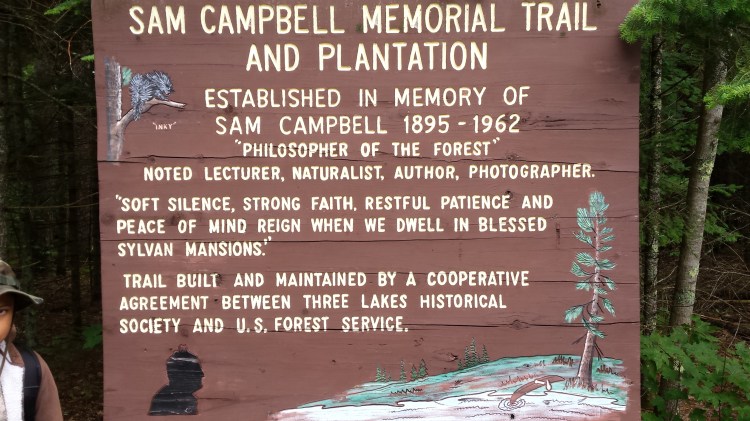 SAM CAMPBELL MEMORIAL TRAIL
AND PLANTATION
ESTABLISHED IN MEMORY OF
SAM CAMPBELL 1895-1962
"INKY"
"PHILOSOPHER OF THE FOREST"
NOTED LECTURER, NATURALIST, AUTHOR, PHOTOGRAPHER.
"SOFT SILENCE, STRONG FAITH, RESTFUL PATIENCE AND
PEACE OF MIND REIGN WHEN WE DWELL IN BLESSED
SYLVAN MANSIONS."
TRAIL BUILT AND MAINTAINED BY A COOPERATIVE
AGREEMENT BETWEEN THREE LAKES HISTORICAL
SOCIETY AND U.S. FOREST SERVICE.